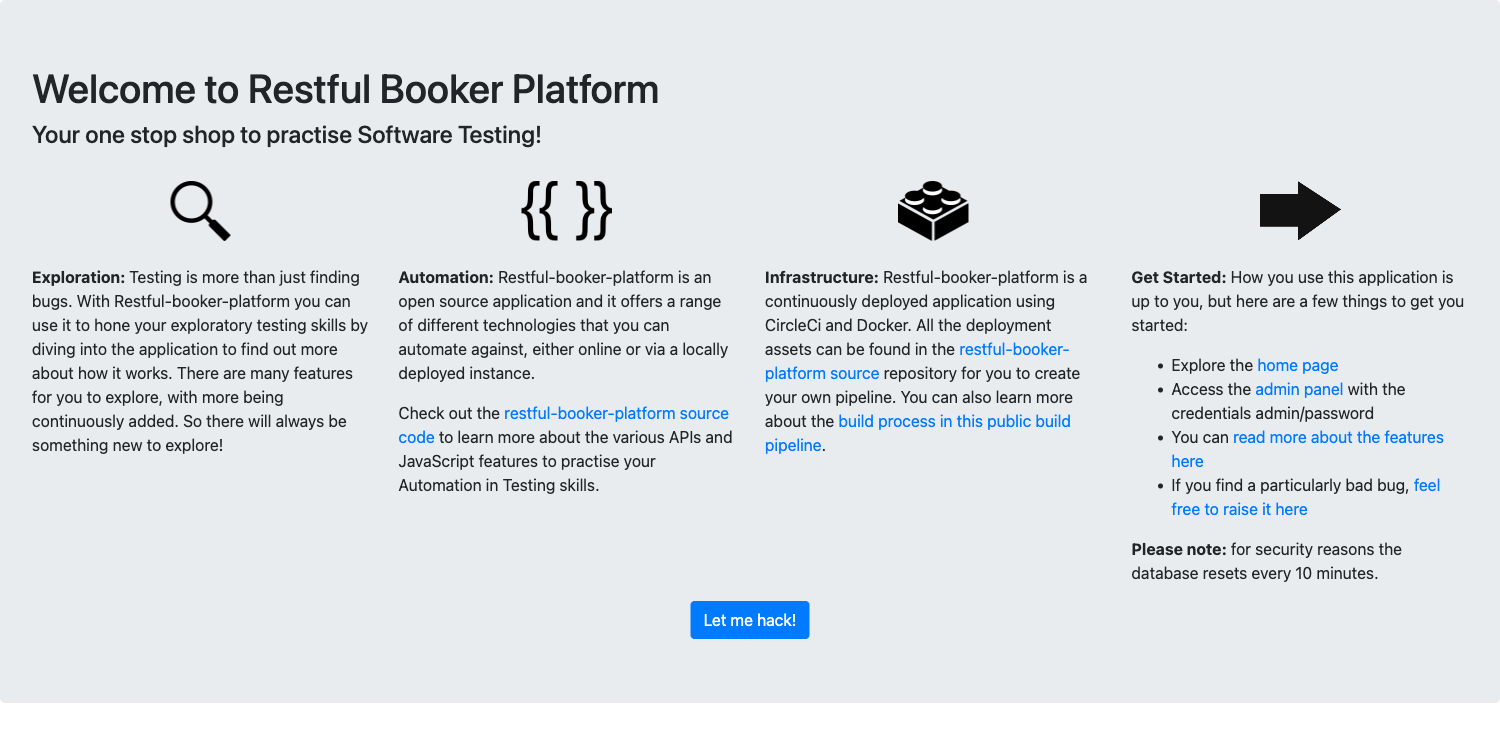 Welcome to Restful Booker Platform
Your one stop shop to practise Software Testing!
{{ }}
Exploration: Testing is more than just finding
bugs. With Restful-booker-platform you can
use it to hone your exploratory testing skills by
diving into the application to find out more
about how it works. There are many features
for you to explore, with more being
continuously added. So there will always be
something new to explore!
Automation: Restful-booker-platform is an
open source application and it offers a range
of different technologies that you can
automate against, either online or via a locally
deployed instance.
Check out the restful-booker-platform source
code to learn more about the various APIs and
JavaScript features to practise your
Automation in Testing skills.
Infrastructure: Restful-booker-platform is a
continuously deployed application using
CircleCi and Docker. All the deployment
assets can be found in the restful-booker-
platform source repository for you to create
your own pipeline. You can also learn more
about the build process in this public build
pipeline.
Get Started: How you use this application is
up to you, but here are a few things to get you
started:
• Explore the home page
• Access the admin panel with the
credentials admin/password
• You can read more about the features
here
• If you find a particularly bad bug, feel
free to raise it here
Please note: for security reasons the
database resets every 10 minutes.
Let me hack!